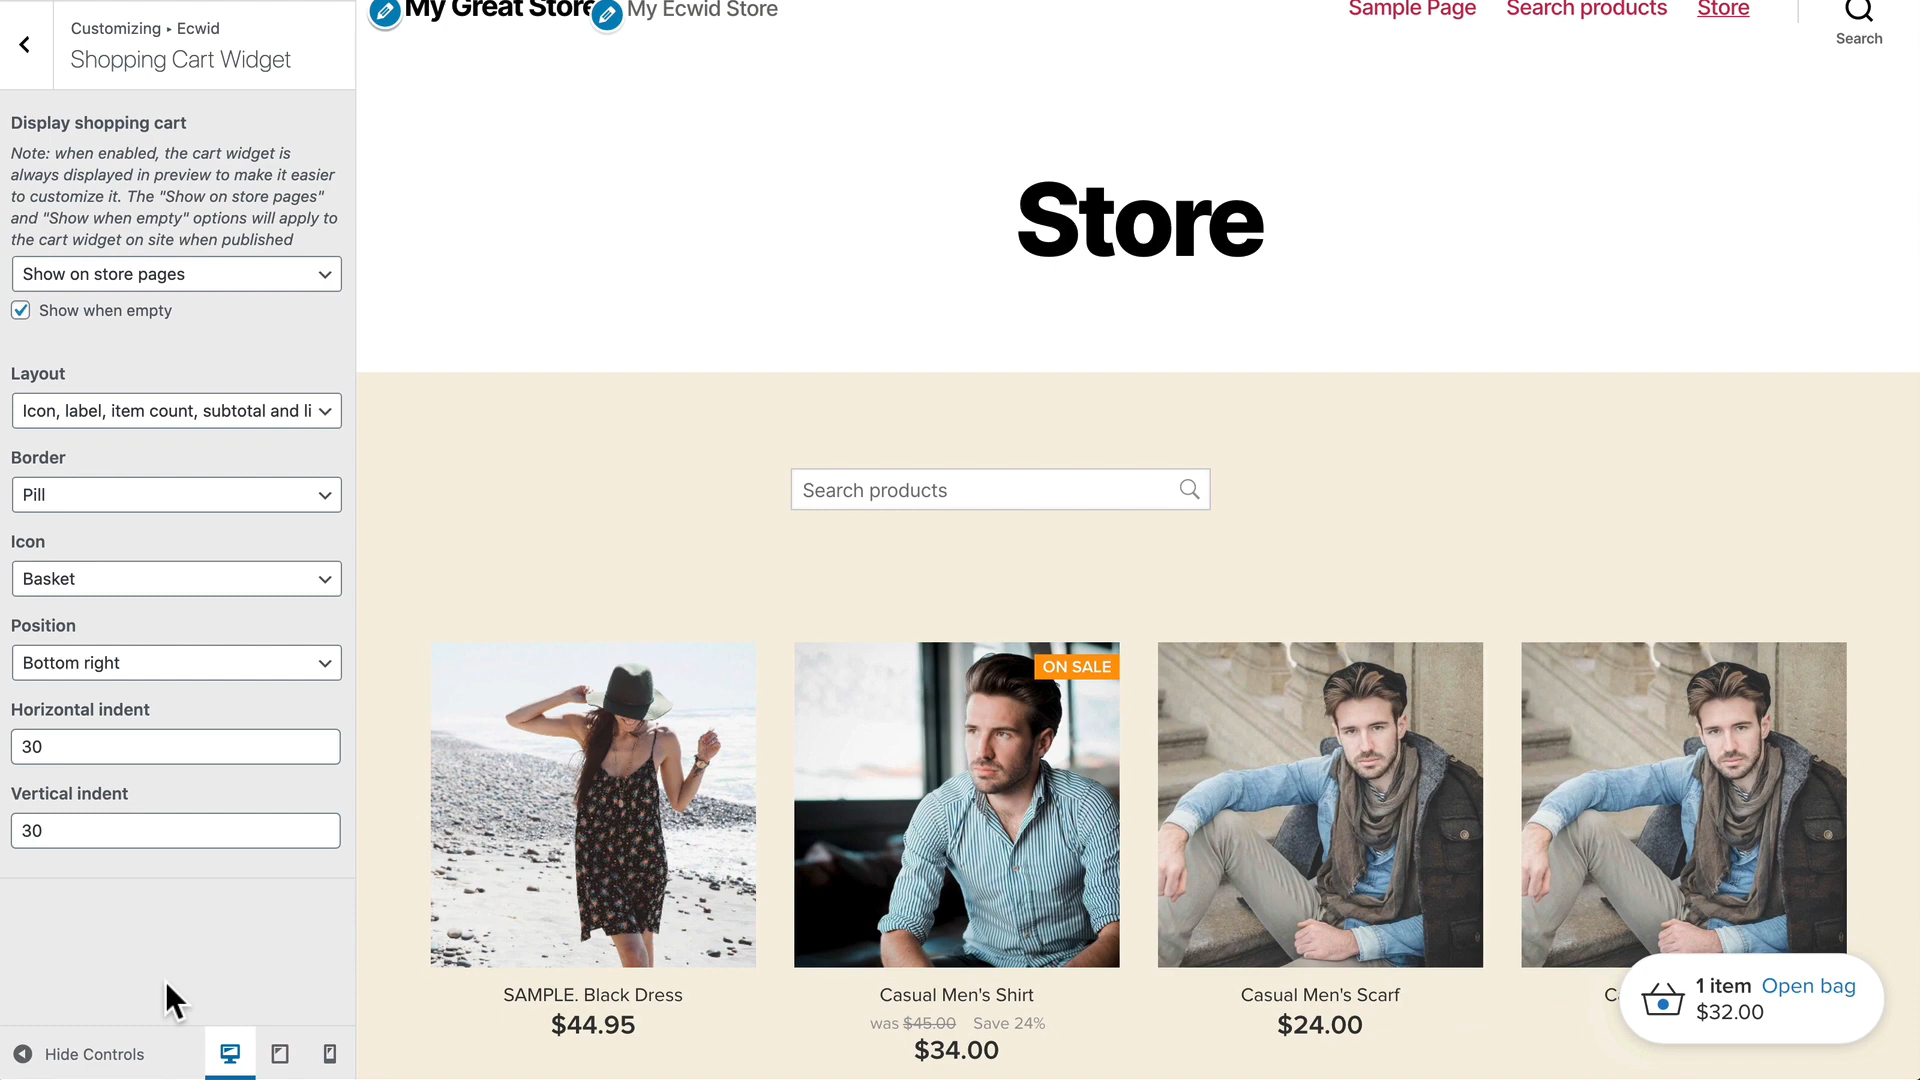 Customizing ▸ Ecwid
Shopping Cart Widget
Display shopping cart
Note: when enabled, the cart widget is
always displayed in preview to make it easier
to customize it. The "Show on store pages"
and "Show when empty" options will apply to
the cart widget on site when published
Show on store pages
Show when empty
Layout
Icon, label, item count, subtotal and li
Border
Pill
Icon
Basket
Position
Bottom right
Horizontal indent
30
Vertical indent
30
Hide Controls
My Great Store
My Ecwid Store
Sample Page
Search products
Store
Search
Store
Search products
ON SALE
SAMPLE. Black Dress
$44.95
Casual Men's Shirt
was $45.00 Save 24%
$34.00
Casual Men's Scarf
$24.00
1 item Open bag
$32.00